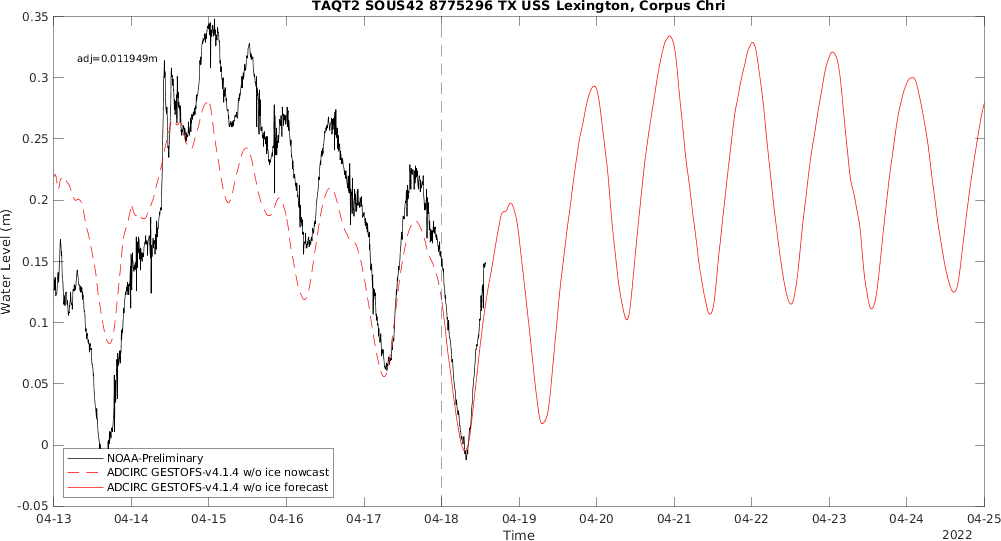 TAQT2 SOUS42 8775296 TX USS Lexington, Corpus Chri
adj=0.011949m
0.35
0.3
0.25
0.2
0.15
0.1
0.05
0
-0.05
Water Level (m)
NOAA-Preliminary
ADCIRC GESTOFS-v4.1.4 w/o ice nowcast
ADCIRC GESTOFS-v4.1.4 w/o ice forecast
04-13 04-14 04-15 04-16 04-17 04-18 04-19 04-20 04-21 04-22 04-23 04-24 04-25
Time
2022